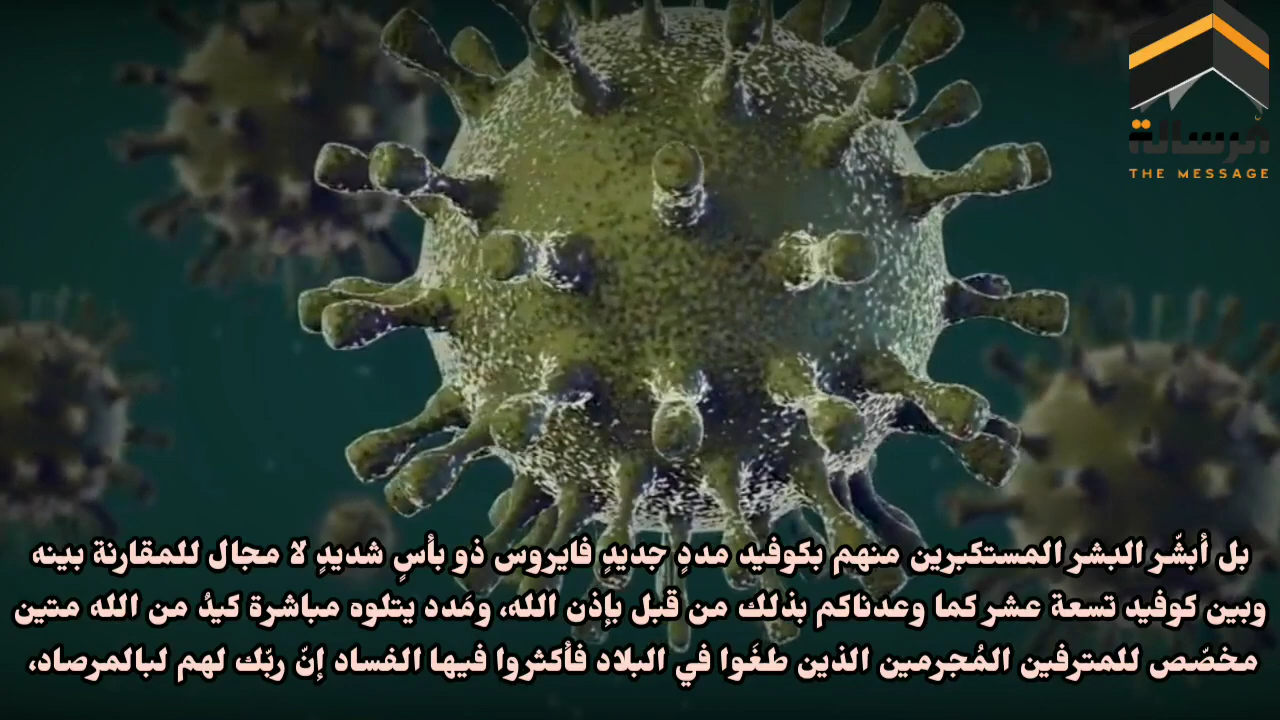 الرسالة
THE MESSAGE
بل أبشّر البشر المستكبرين منهم بكوفيد مددٍ جديدٍ فايروس ذو بأسٍ شديدٍ لا مجال للمقارنة بينه
وبين كوفيد تسعة عشر كما وعدناكم بذلك من قبل بإذن الله، ومَدد يتلوه مباشرة كيدٌ من الله متين
مخصّص للمترفين المُجرمين الذين طغَوا في البلاد فأكثروا فيها الفساد إنّ ربّك لهم لبالمرصاد،